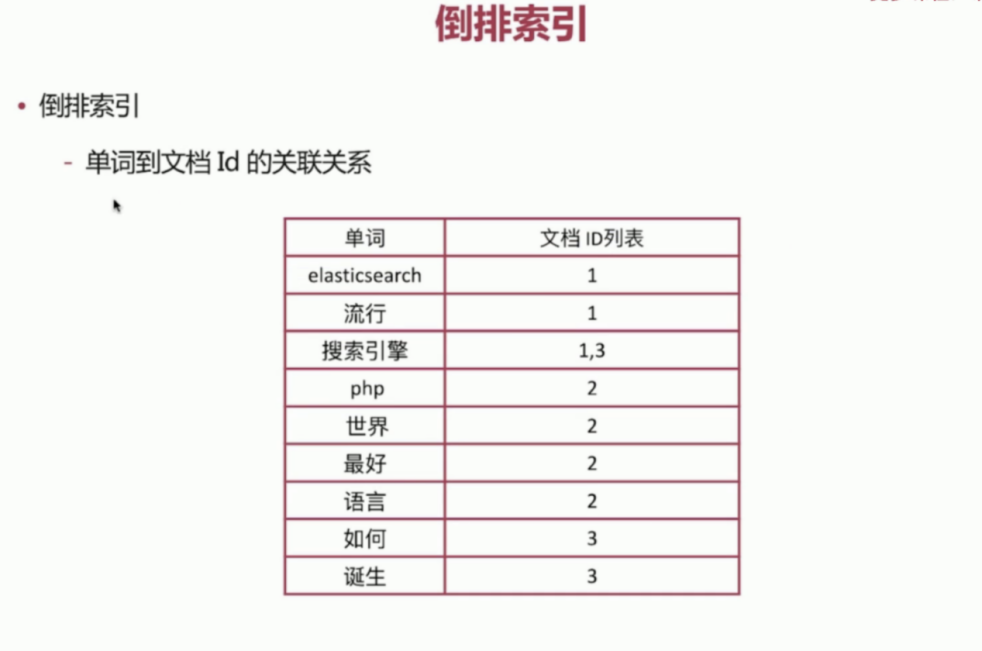 倒排索引
• 倒排索引
- 单词到文档 Id 的关联关系
单词 文档 ID列表
elasticsearch 1
流行 1
搜索引擎 1,3
php 2
世界 2
最好 2
语言 2
如何 3
诞生 3